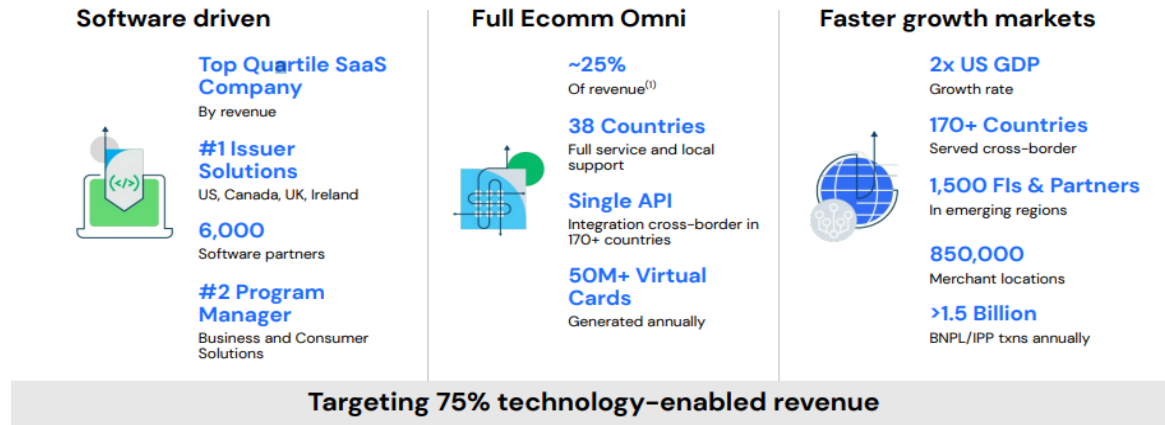 Software driven
Top Quartile SaaS
Company
By revenue
#1 Issuer
Solutions
US, Canada, UK, Ireland
6,000
Software partners
#2 Program
Manager
Business and Consumer
Solutions
(</>)
Full Ecomm Omni
~25%
Of revenue(1)
38 Countries
Full service and local
support
Single API
Integration cross-border in
170+ countries
50M+ Virtual
Cards
Generated annually
Faster growth markets
2x US GDP
Growth rate
170+ Countries
Served cross-border
1,500 FIs & Partners
In emerging regions
850,000
Merchant locations
>1.5 Billion
BNPL/IPP txns annually
Targeting 75% technology-enabled revenue